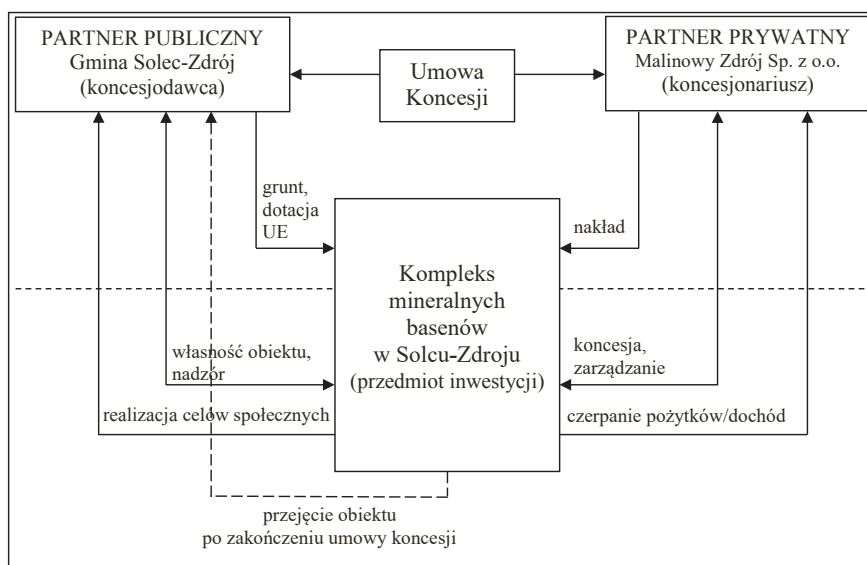 PARTNER PUBLICZNY
Gmina Solec-Zdrój
(koncesjodawca)
Umowa
Koncesji
PARTNER PRYWATNY
Malinowy Zdrój Sp. z o.o.
(koncesjonariusz)
grunt,
dotacja
UE
nakład
Kompleks
mineralnych
basenów
w Solcu-Zdroju
(przedmiot inwestycji)
własność obiektu,
nadzór
koncesja,
zarządzanie
realizacja celów społecznych
czerpanie pożytków/dochód
przejęcie obiektu
po zakończeniu umowy koncesji